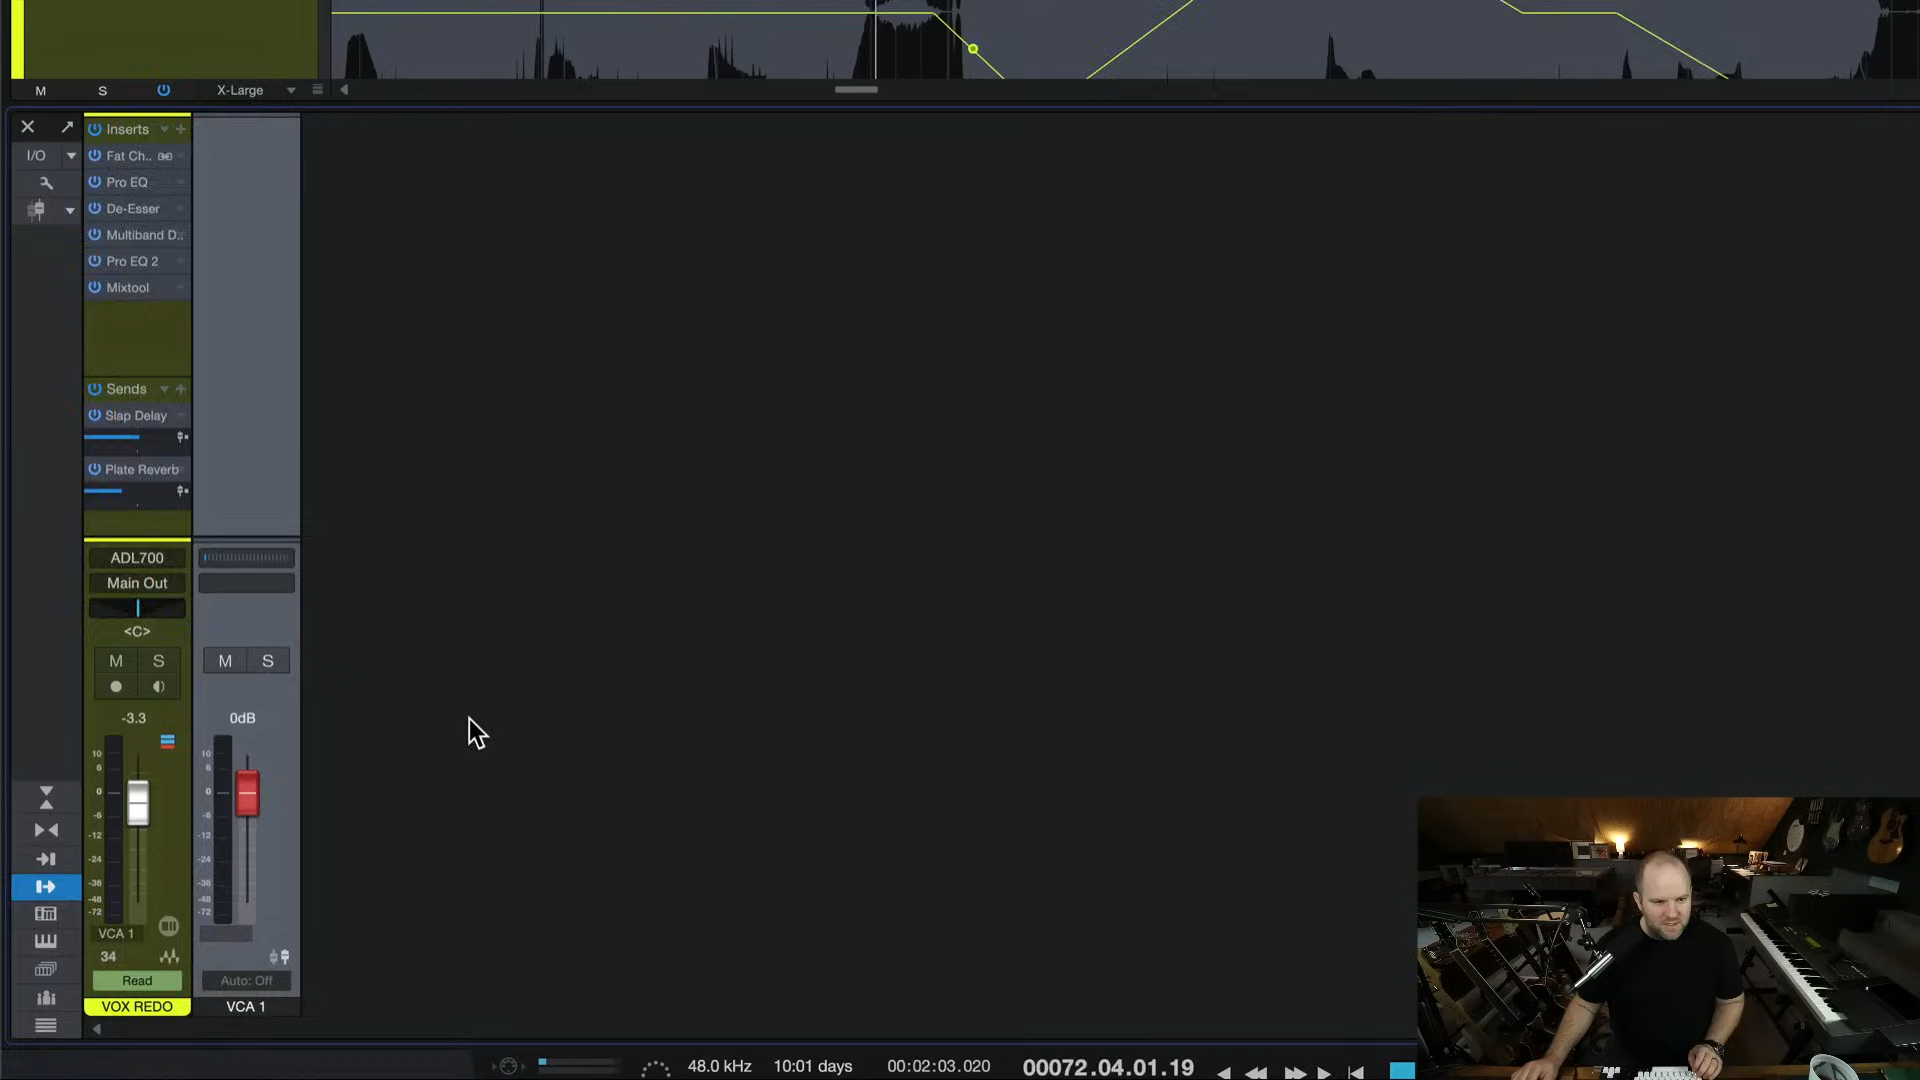 M S X-Large
Inserts
I/O
Fat Ch..
Pro EQ
De-Esser
Multiband D..
Pro EQ 2
Mixtool
Sends
Slap Delay
Plate Reverb
ADL700
Main Out
<C>
M S M S
-3.3 0dB
10 10
6 6
0 0
-6 -6
-12 -12
-24 -24
-36 -36
-48 -48
-72 -72
VCA 1
34
Read Auto: Off
VOX REDO VCA 1
48.0 kHz 10:01 days 00:02:03.020 00072.04.01.19